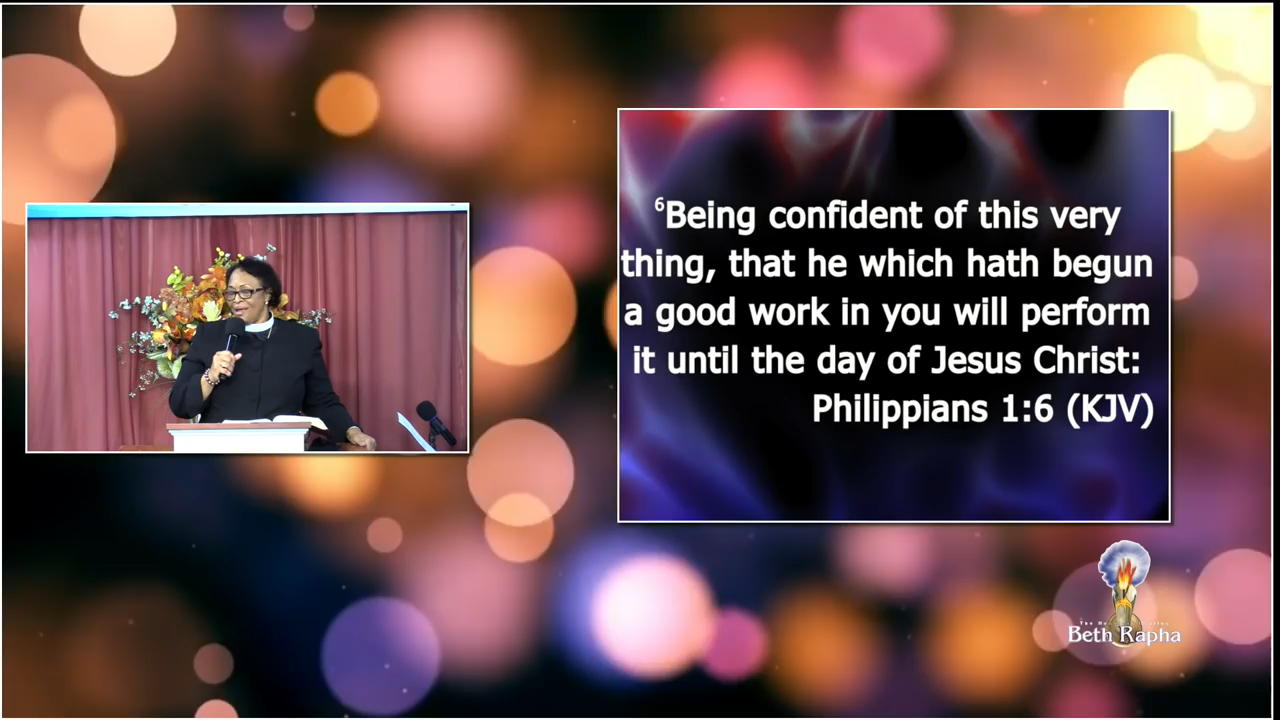 ⁶Being confident of this very
thing, that he which hath begun
a good work in you will perform
it until the day of Jesus Christ:
Philippians 1:6 (KJV)
Beth Rapha